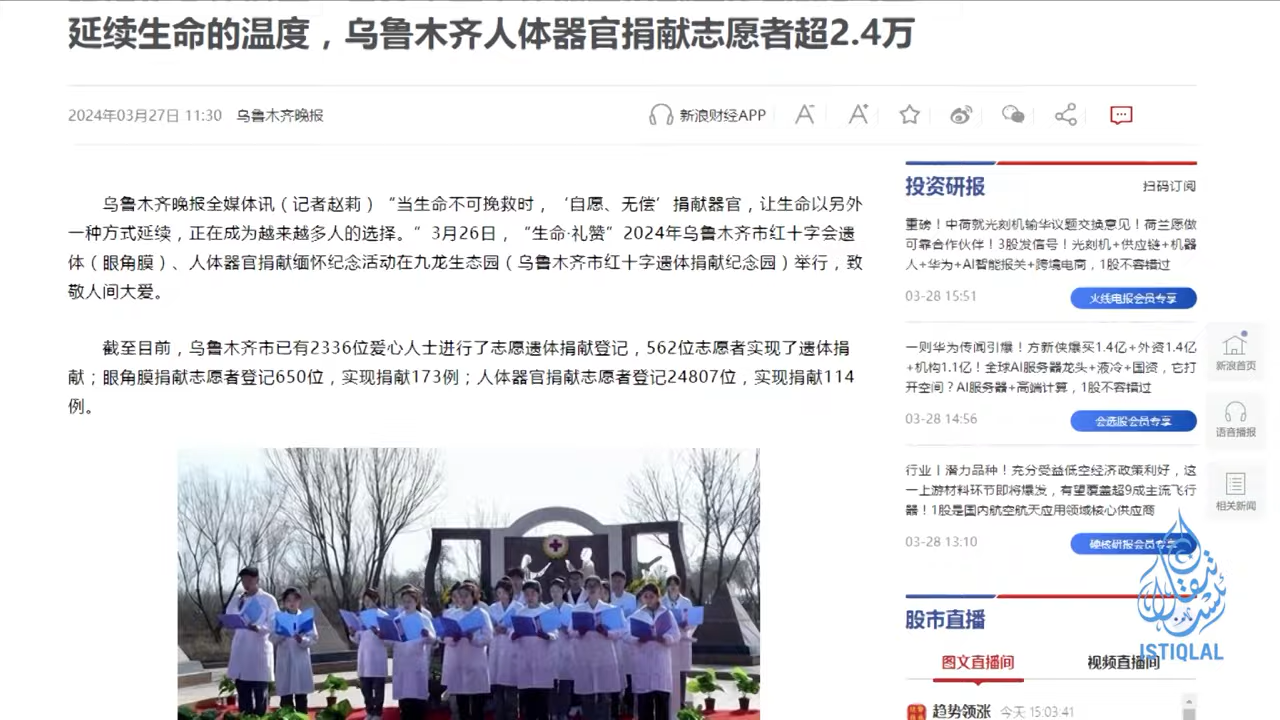 延续生命的温度，乌鲁木齐人体器官捐献志愿者超2.4万
2024年03月27日 11:30 乌鲁木齐晚报
新浪财经APP
乌鲁木齐晚报全媒体讯（记者赵莉）“当生命不可挽救时，‘自愿、无偿’捐献器官，让生命以另外
一种方式延续，正在成为越来越多人的选择。”3月26日，“生命·礼赞”2024年乌鲁木齐市红十字会遗
体（眼角膜）、人体器官捐献缅怀纪念活动在九龙生态园（乌鲁木齐市红十字遗体捐献纪念园）举行，致
敬人间大爱。
截至目前，乌鲁木齐市已有2336位爱心人士进行了志愿遗体捐献登记，562位志愿者实现了遗体捐
献；眼角膜捐献志愿者登记650位，实现捐献173例；人体器官捐献志愿者登记24807位，实现捐献114
例。
投资研报
扫码订阅
重磅！中荷就光刻机输华议题交换意见！荷兰愿做
可靠合作伙伴！3股发信号！光刻机+供应链+机器
人+华为+AI智能报关+跨境电商，1股不容错过
03-28 15:51
火线电报会员专享
一则华为传闻引爆！方新侠爆买1.4亿+外资1.4亿
+机构1.1亿！全球AI服务器龙头+液冷+国资，它打
开空间？AI服务器+高端计算，1股不容错过
03-28 14:56
会选股会员专享
行业丨潜力品种！充分受益低空经济政策利好，这
一上游材料环节即将爆发，有望覆盖超9成主流飞行
器！1股是国内航空航天应用领域核心供应商
03-28 13:10
硬核研报会员专享
股市直播
图文直播间
视频直播间
趋势领涨 今天 15:03:41
新浪首页
语音播报
相关新闻
ISTIQLAL